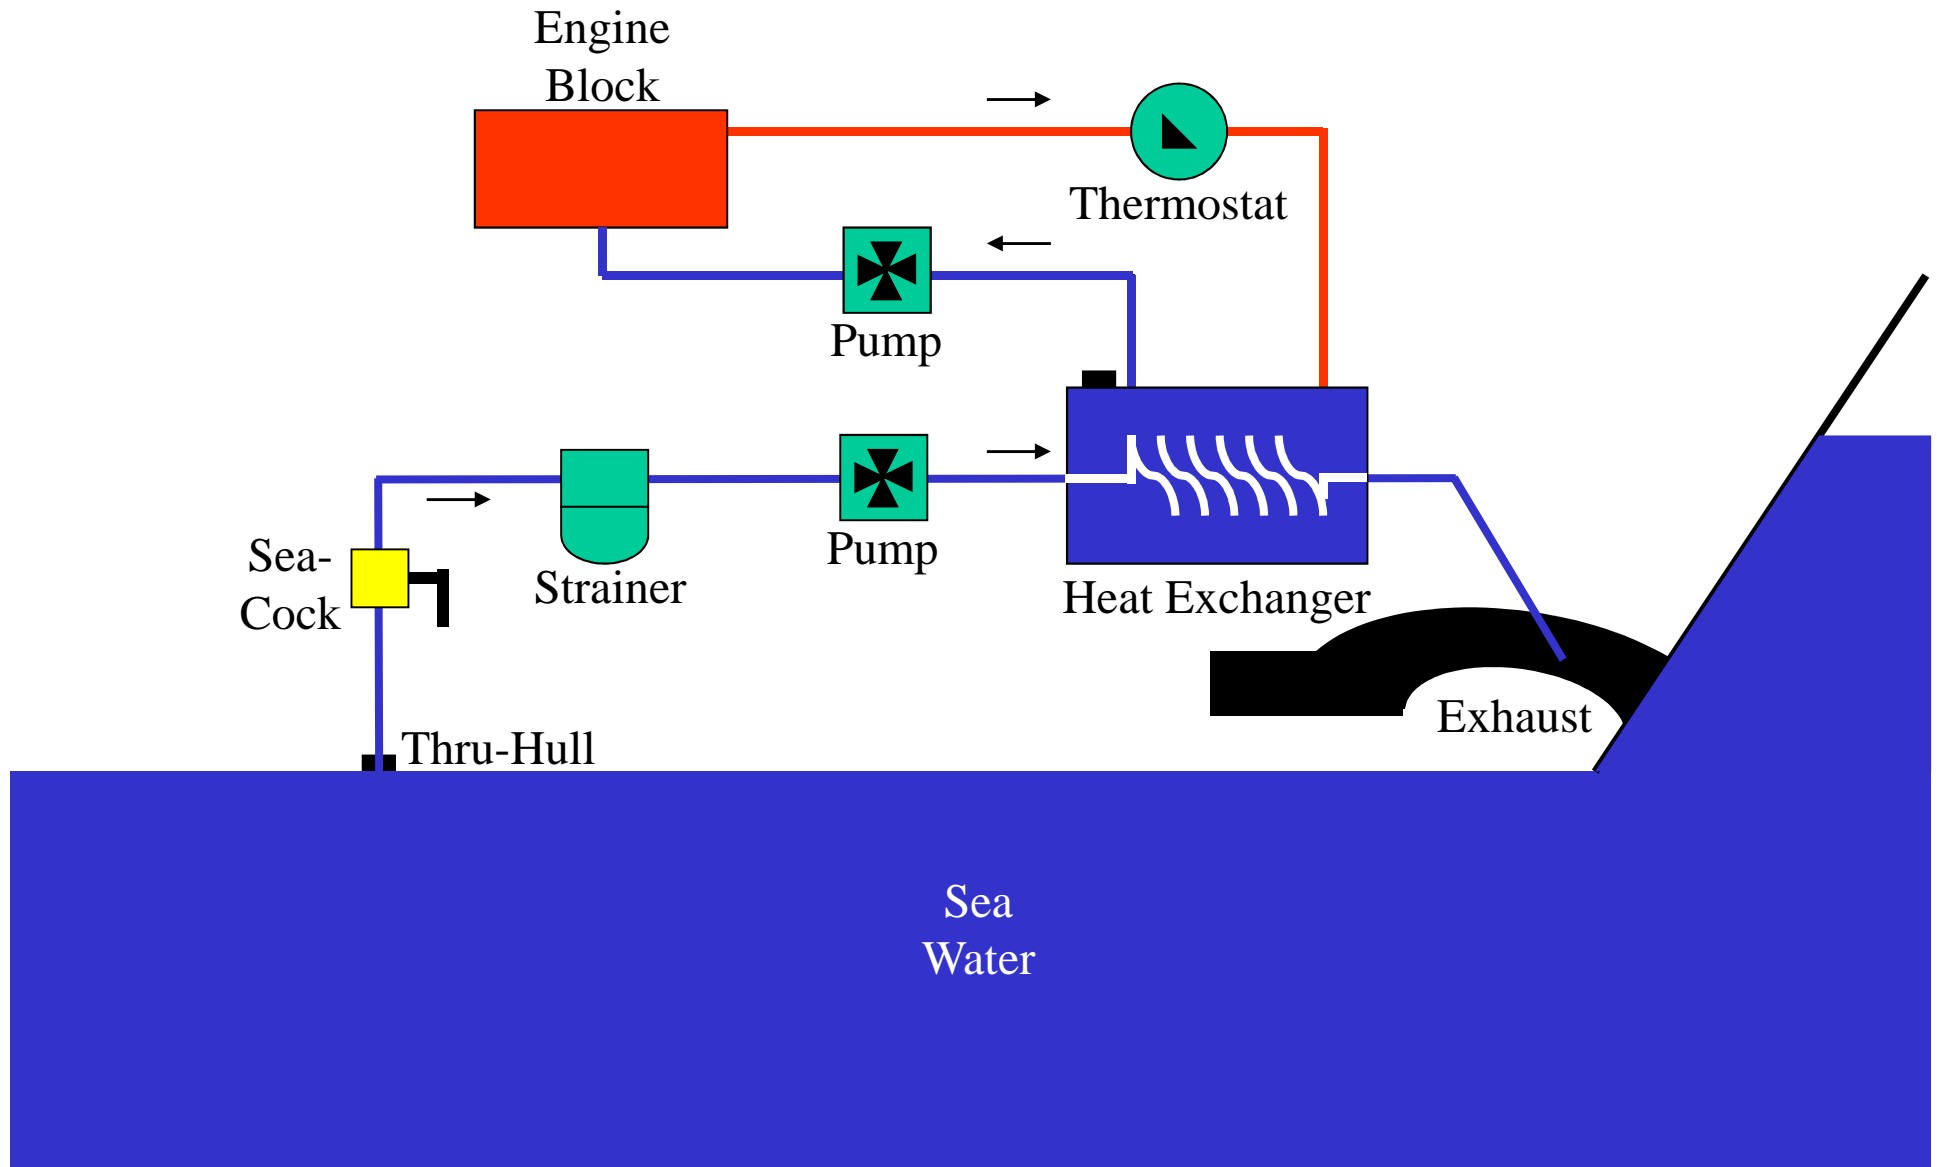 Engine
Block
Thermostat
Pump
Sea-
Cock
Strainer
Pump
Heat Exchanger
Thru-Hull
Exhaust
Sea
Water